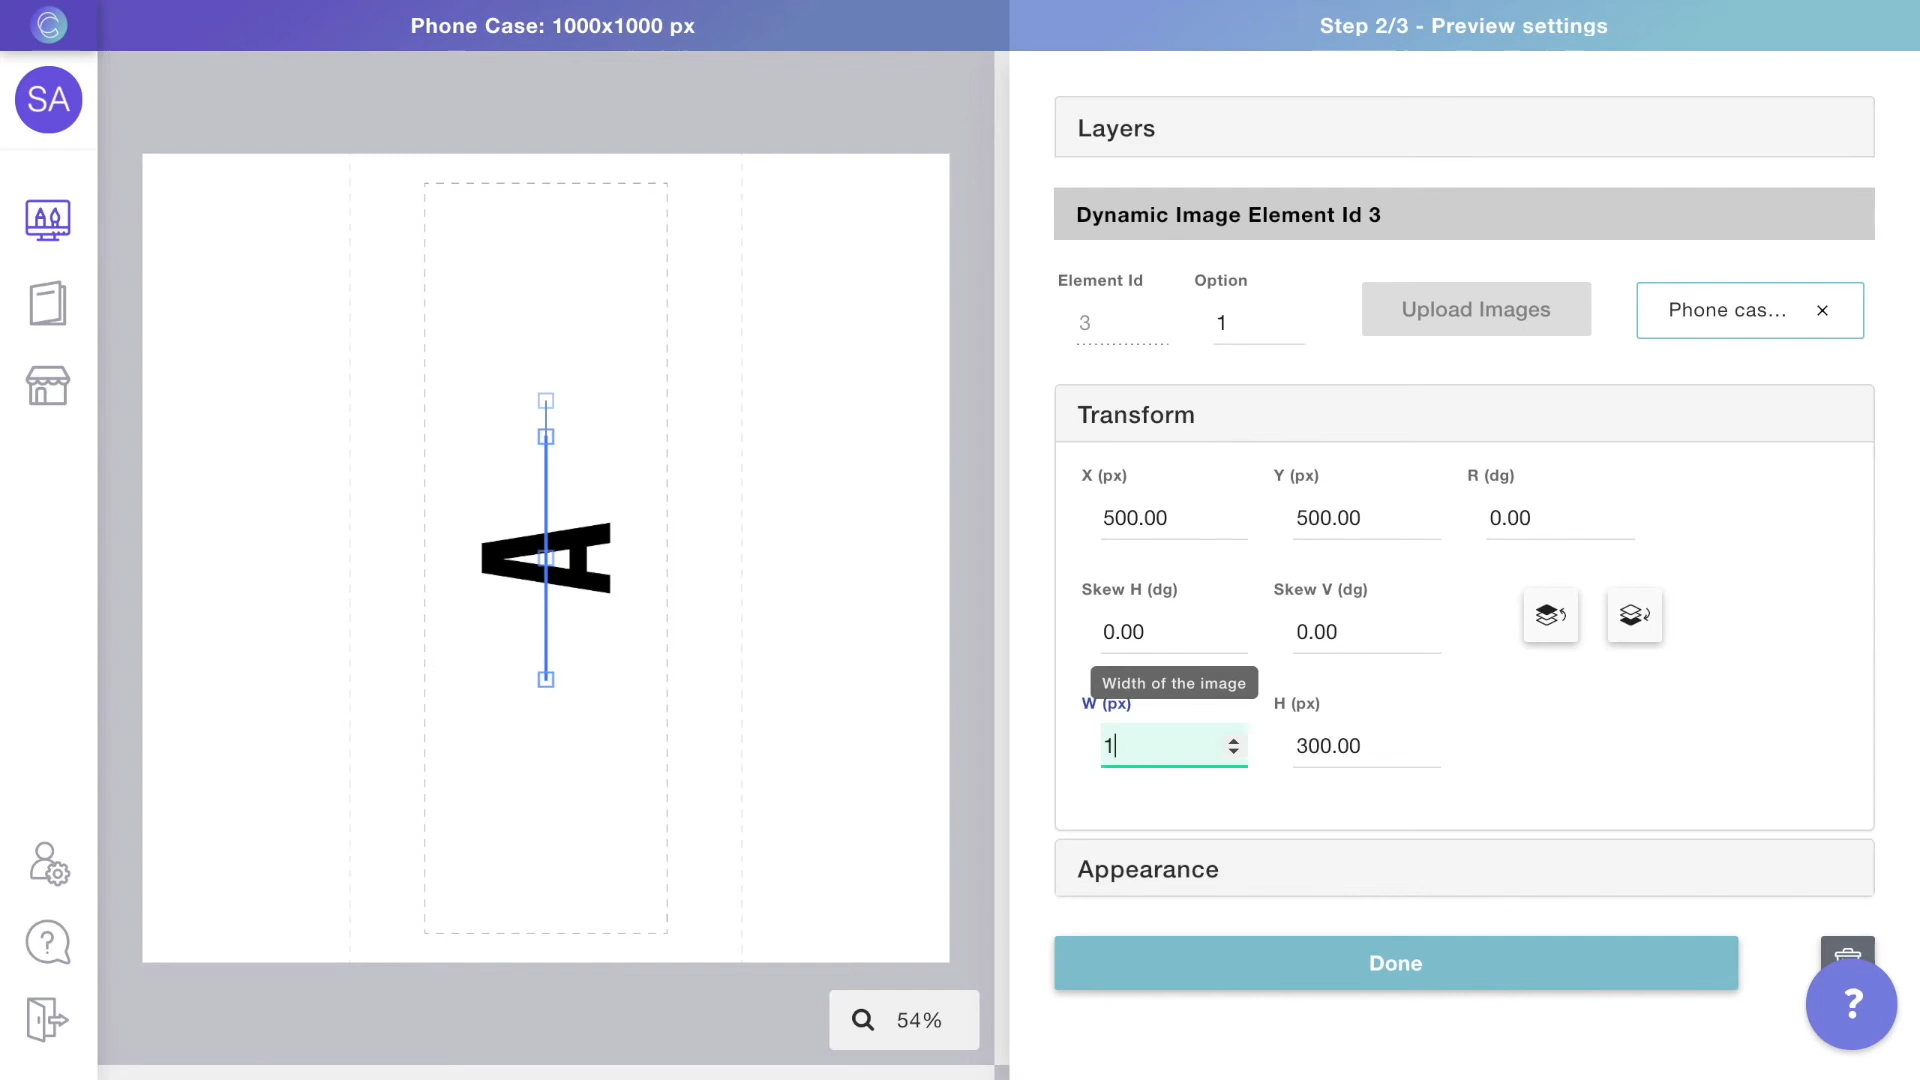 Phone Case: 1000x1000 px
Step 2/3 - Preview settings
SA
Layers
Dynamic Image Element Id 3
Element Id
Option
3
1
Upload Images
Phone cas...
×
Transform
X (px)
Y (px)
R (dg)
500.00
500.00
0.00
Skew H (dg)
Skew V (dg)
0.00
0.00
Width of the image
W (px)
H (px)
1
300.00
A
Appearance
Done
54%
?
?